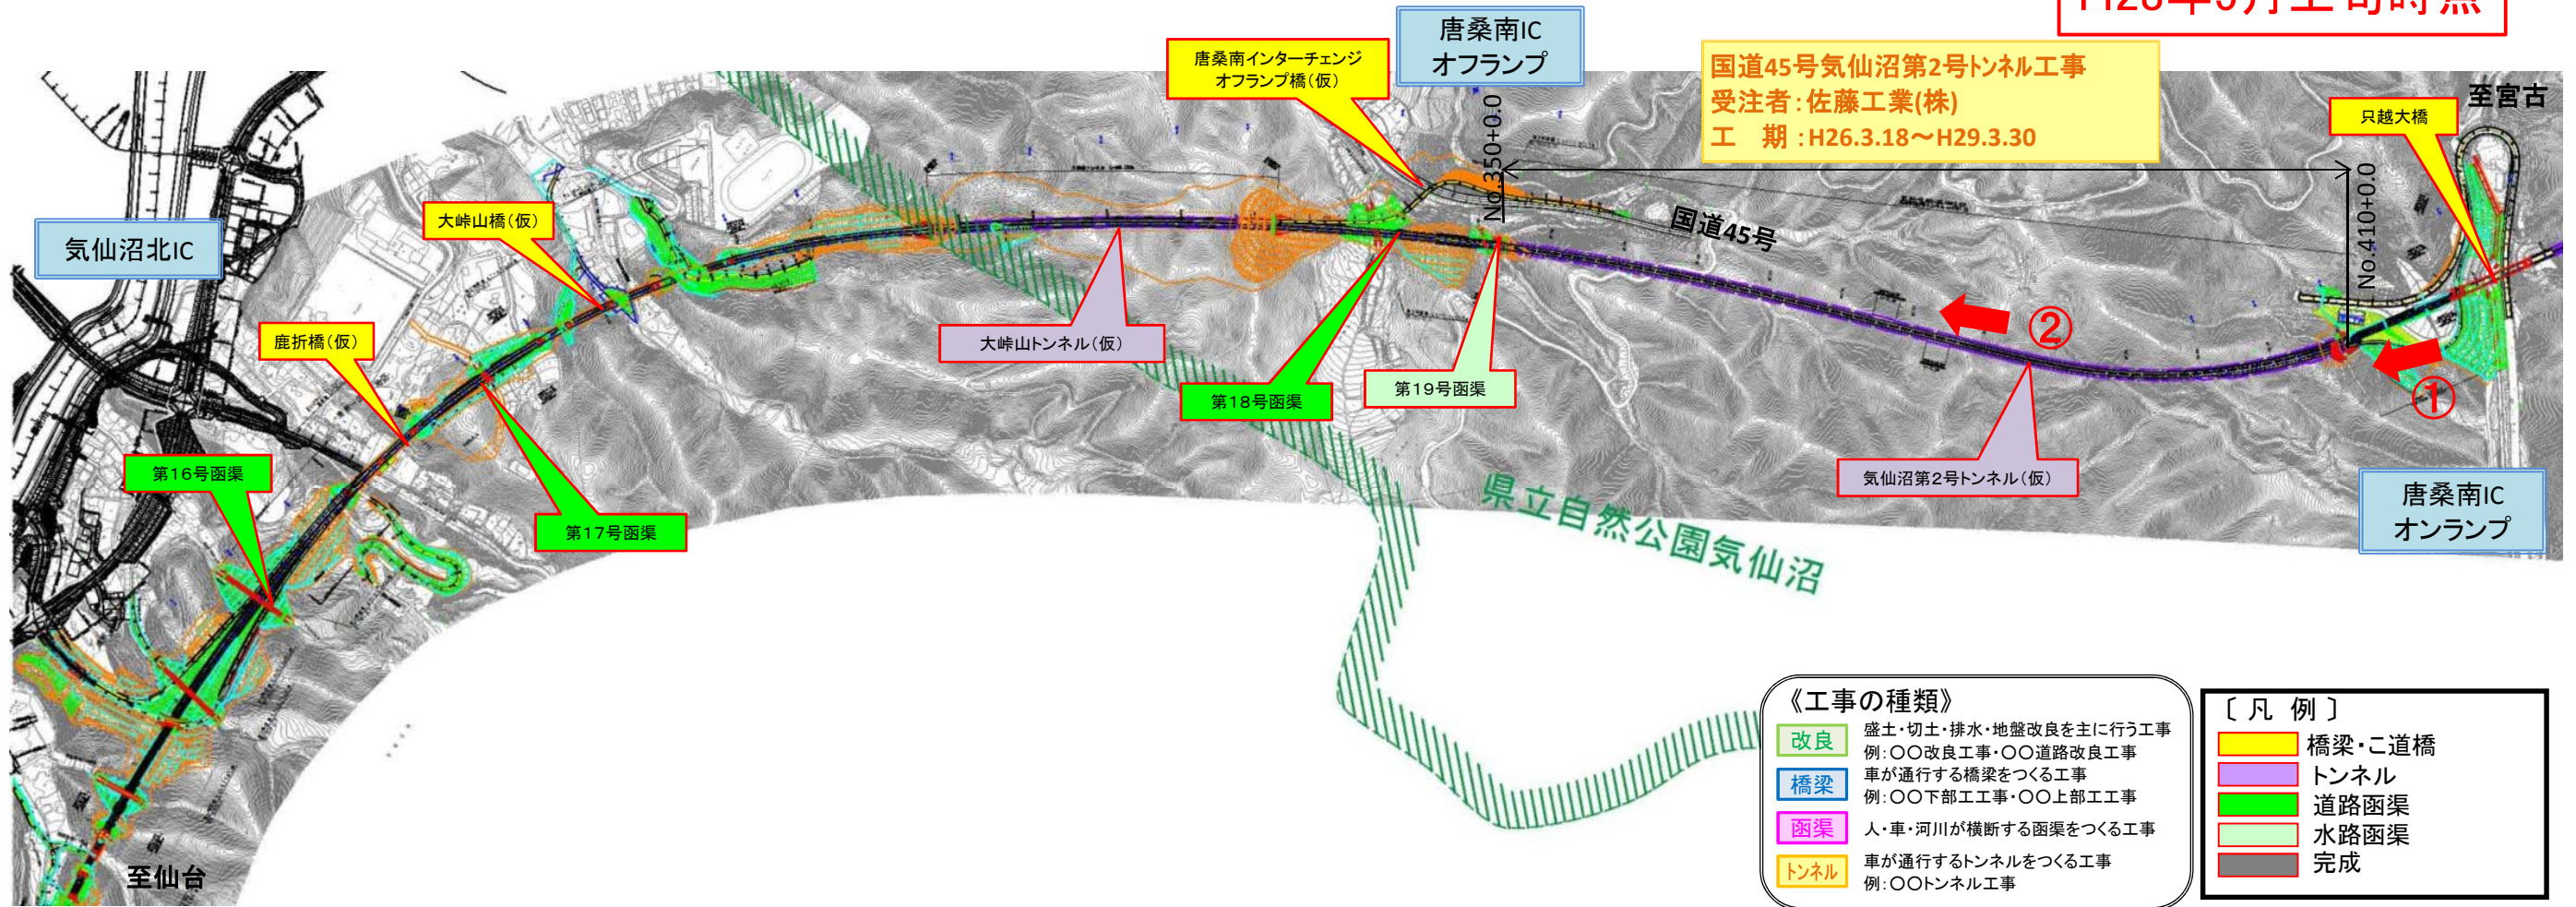 H28年9月上旬時点
唐桑南IC
オフランプ
唐桑南インターチェンジ
オフランプ橋(仮)
国道45号気仙沼第2号トンネル工事
受注者:佐藤工業(株)
工　期 :H26.3.18～H29.3.30
至宮古
只越大橋
No.350+0.0
No.410+0.0
国道45号
気仙沼北IC
大峠山橋(仮)
鹿折橋(仮)
大峠山トンネル(仮)
②
①
第18号函渠
第19号函渠
第16号函渠
第17号函渠
気仙沼第2号トンネル(仮)
唐桑南IC
オンランプ
県立自然公園気仙沼
至仙台
《工事の種類》
改良 盛土・切土・排水・地盤改良を主に行う工事
例:〇〇改良工事・〇〇道路改良工事
橋梁 車が通行する橋梁をつくる工事
例:〇〇下部工工事・〇〇上部工工事
函渠 人・車・河川が横断する函渠をつくる工事
トンネル 車が通行するトンネルをつくる工事
例:〇〇トンネル工事
〔 凡 例 〕
橋梁・こ道橋
トンネル
道路函渠
水路函渠
完成